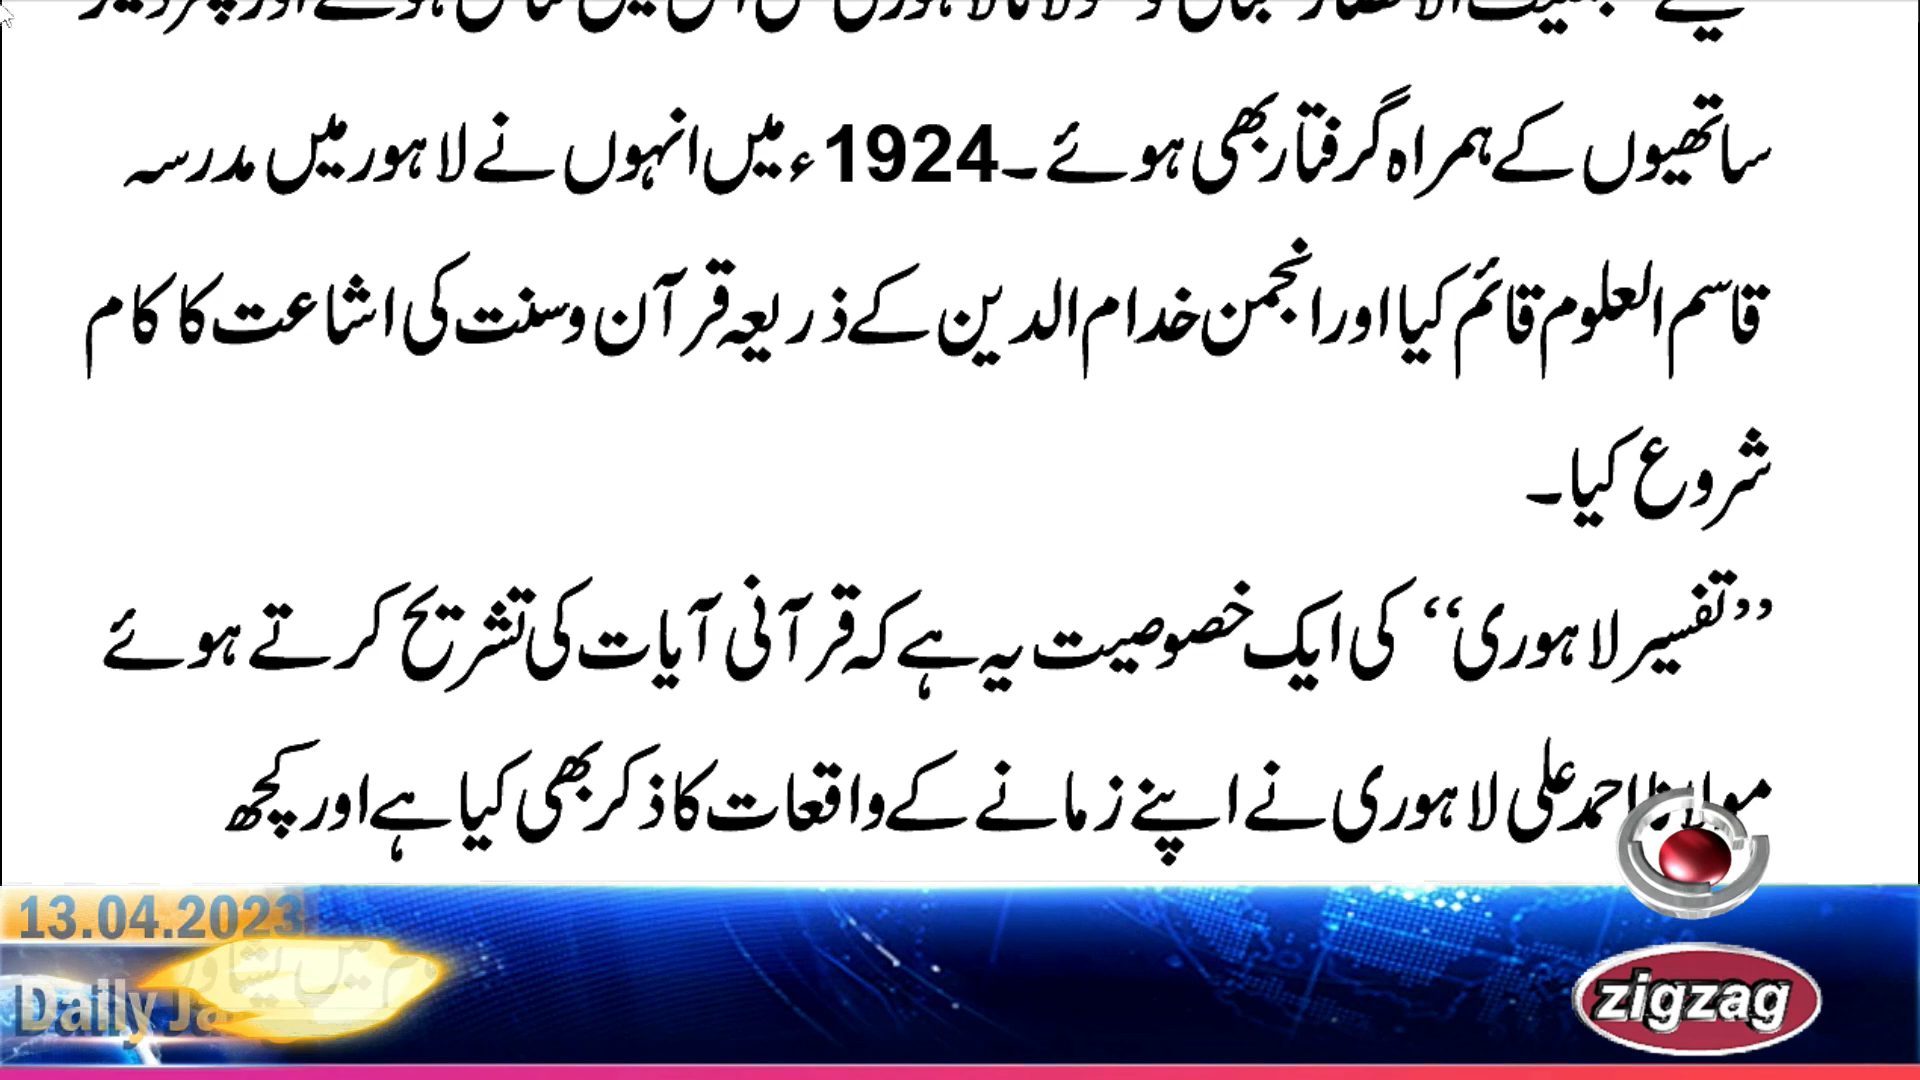 ساتھیوں کے ہمراہ گرفتار بھی ہوئے۔ 1924ء میں انہوں نے لاہور میں مدرسہ
قاسم العلوم قائم کیا اور انجمن خدام الدین کے ذریعہ قرآن و سنت کی اشاعت کا کام
شروع کیا۔
’’تفسیر لاہوری‘‘ کی ایک خصوصیت یہ ہے کہ قرآنی آیات کی تشریح کرتے ہوئے
مولانا احمد علی لاہوری نے اپنے زمانے کے واقعات کا ذکر بھی کیا ہے اور کچھ
13.04.2023
Daily
zigzag